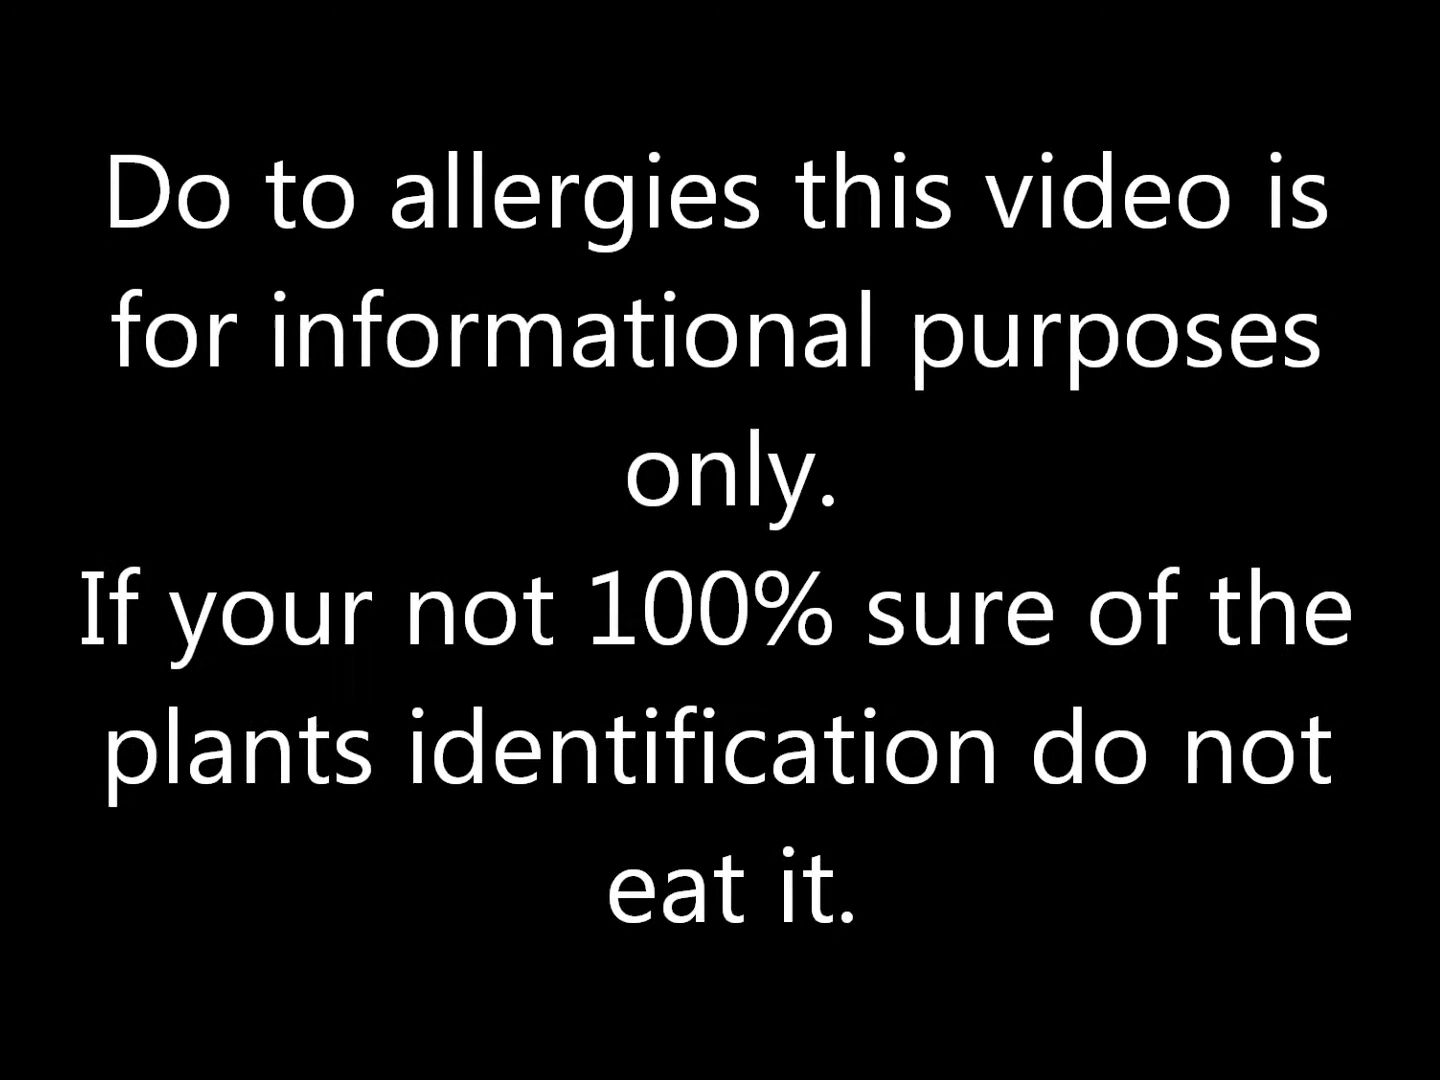 Do to allergies this video is
for informational purposes
only.
If your not 100% sure of the
plants identification do not
eat it.